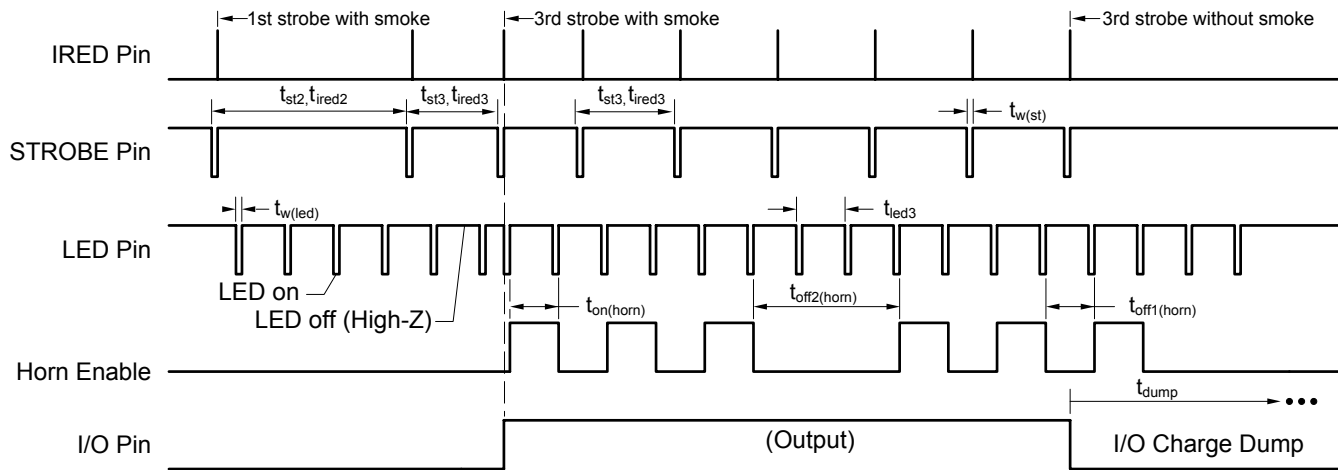 1st strobe with smoke
3rd strobe with smoke
3rd strobe without smoke
IRED Pin
tst2,tired2
tst3,tired3
tst3,tired3
tw(st)
STROBE Pin
tw(led)
tled3
LED Pin
LED on
LED off (High-Z)
ton(horn)
toff2(horn)
toff1(horn)
Horn Enable
tdump
I/O Pin
(Output)
I/O Charge Dump